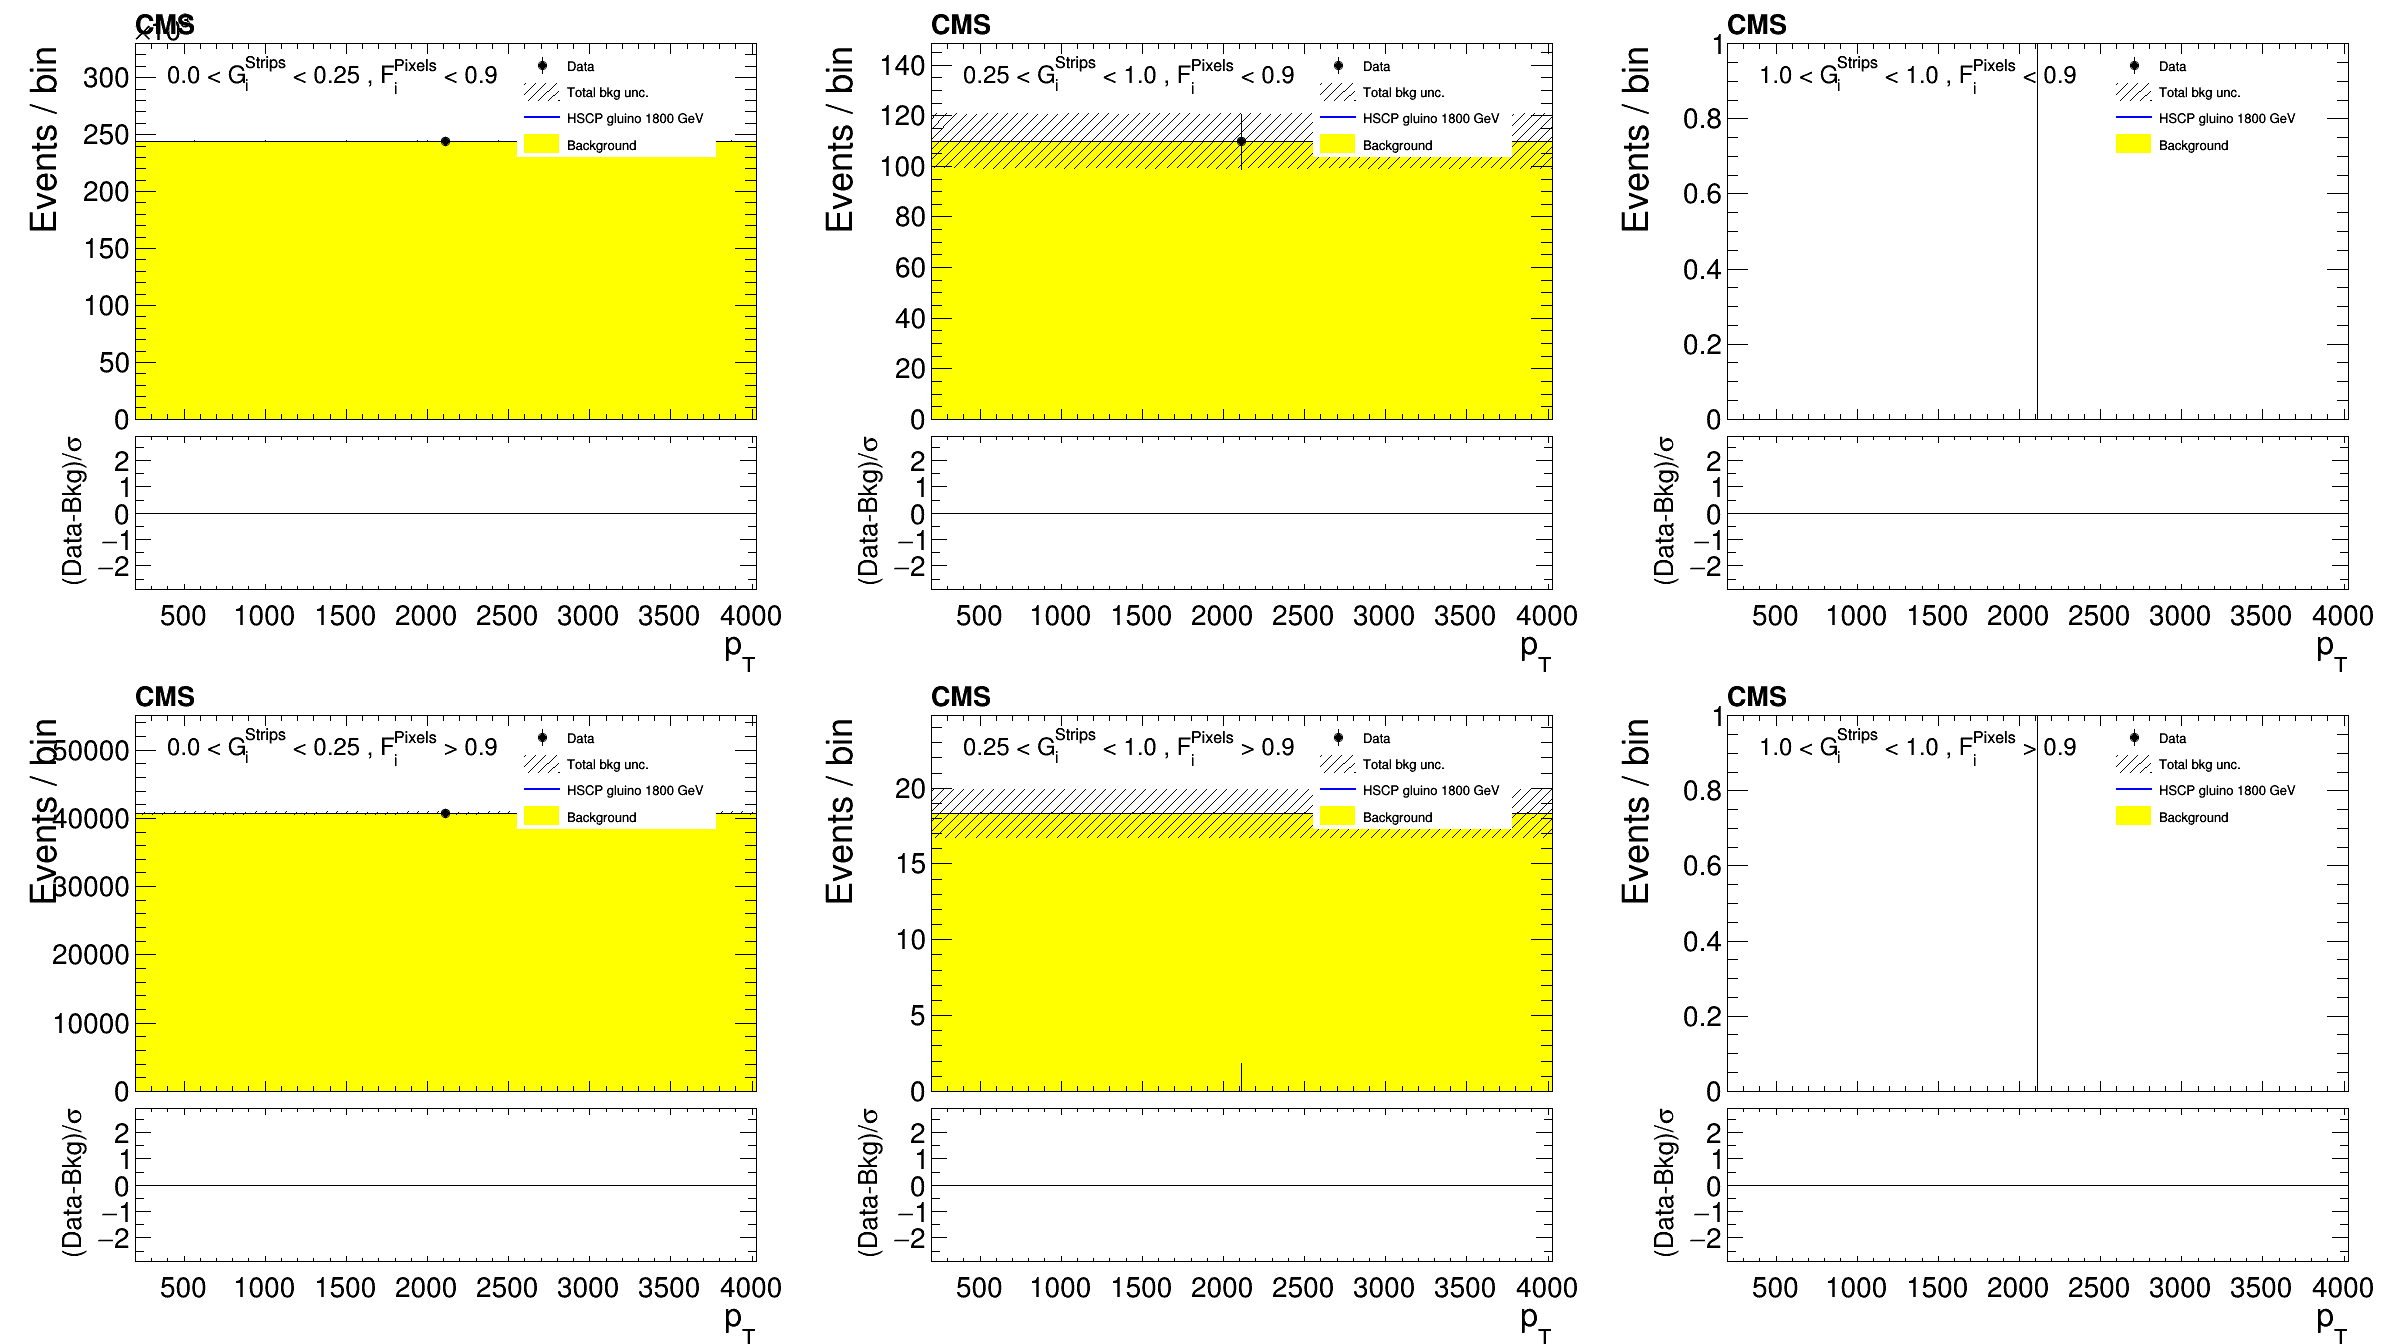 CMS
Events / bin
0.0 < G_i^Strips < 0.25 , F_i^Pixels < 0.9
Data
Total bkg unc.
HSCP gluino 1800 GeV
Background
300
250
200
150
100
50
0
(Data-Bkg)/σ
2
1
0
−1
−2
500 1000 1500 2000 2500 3000 3500 4000
p_T
CMS
Events / bin
0.25 < G_i^Strips < 1.0 , F_i^Pixels < 0.9
Data
Total bkg unc.
HSCP gluino 1800 GeV
Background
140
120
100
80
60
40
20
0
(Data-Bkg)/σ
2
1
0
−1
−2
500 1000 1500 2000 2500 3000 3500 4000
p_T
CMS
Events / bin
1.0 < G_i^Strips < 1.0 , F_i^Pixels < 0.9
Data
Total bkg unc.
HSCP gluino 1800 GeV
Background
1
0.8
0.6
0.4
0.2
0
(Data-Bkg)/σ
2
1
0
−1
−2
500 1000 1500 2000 2500 3000 3500 4000
p_T
CMS
Events / bin
0.0 < G_i^Strips < 0.25 , F_i^Pixels > 0.9
Data
Total bkg unc.
HSCP gluino 1800 GeV
Background
50000
40000
30000
20000
10000
0
(Data-Bkg)/σ
2
1
0
−1
−2
500 1000 1500 2000 2500 3000 3500 4000
p_T
CMS
Events / bin
0.25 < G_i^Strips < 1.0 , F_i^Pixels > 0.9
Data
Total bkg unc.
HSCP gluino 1800 GeV
Background
20
15
10
5
0
(Data-Bkg)/σ
2
1
0
−1
−2
500 1000 1500 2000 2500 3000 3500 4000
p_T
CMS
Events / bin
1.0 < G_i^Strips < 1.0 , F_i^Pixels > 0.9
Data
Total bkg unc.
HSCP gluino 1800 GeV
Background
1
0.8
0.6
0.4
0.2
0
(Data-Bkg)/σ
2
1
0
−1
−2
500 1000 1500 2000 2500 3000 3500 4000
p_T